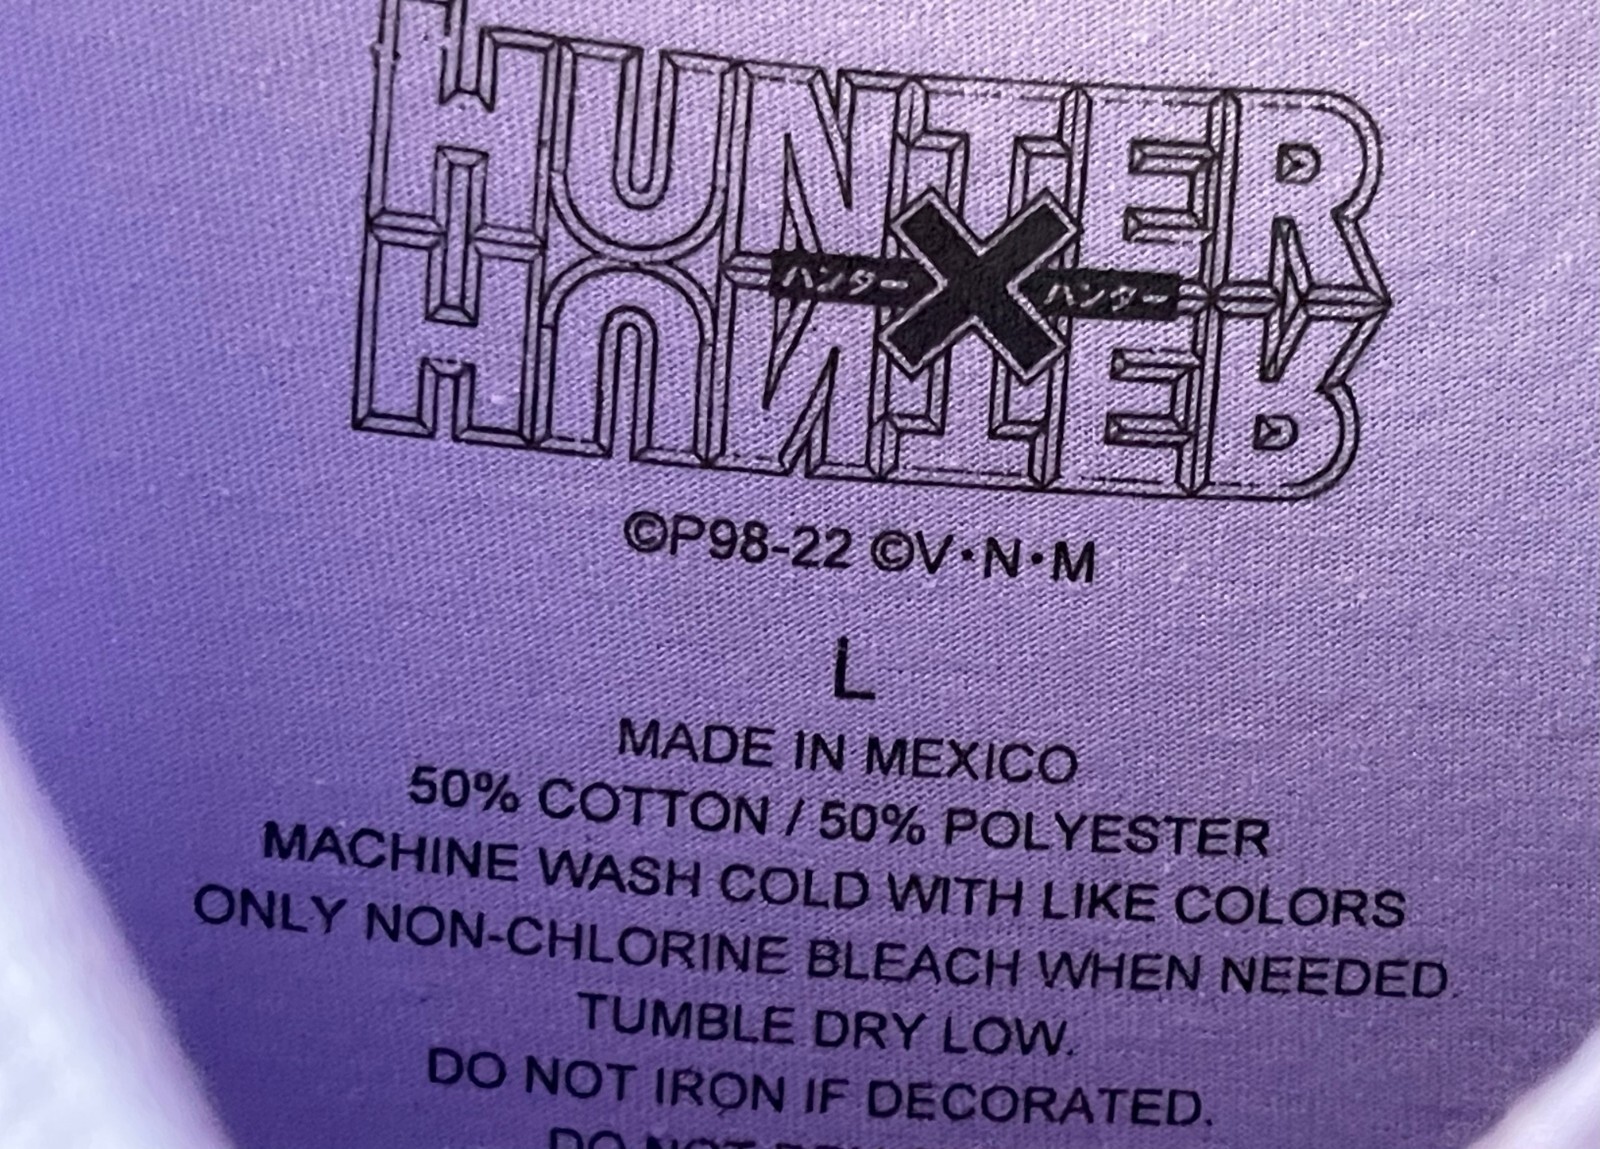 HUNTER
ハンター×ハンター
HUNTER
©P98-22 ©V・N・M
L
MADE IN MEXICO
50% COTTON / 50% POLYESTER
MACHINE WASH COLD WITH LIKE COLORS
ONLY NON-CHLORINE BLEACH WHEN NEEDED.
TUMBLE DRY LOW.
DO NOT IRON IF DECORATED.
DO NOT